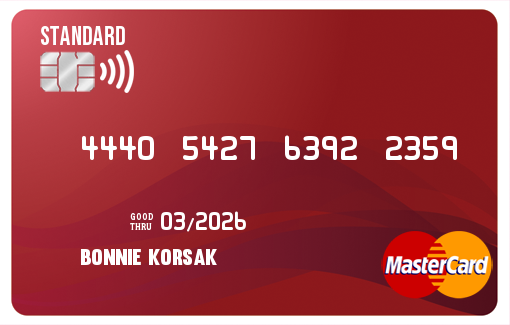 STANDARD
4440 5427 6392 2359
GOOD
THRU 03/2026
BONNIE KORSAK
MasterCard